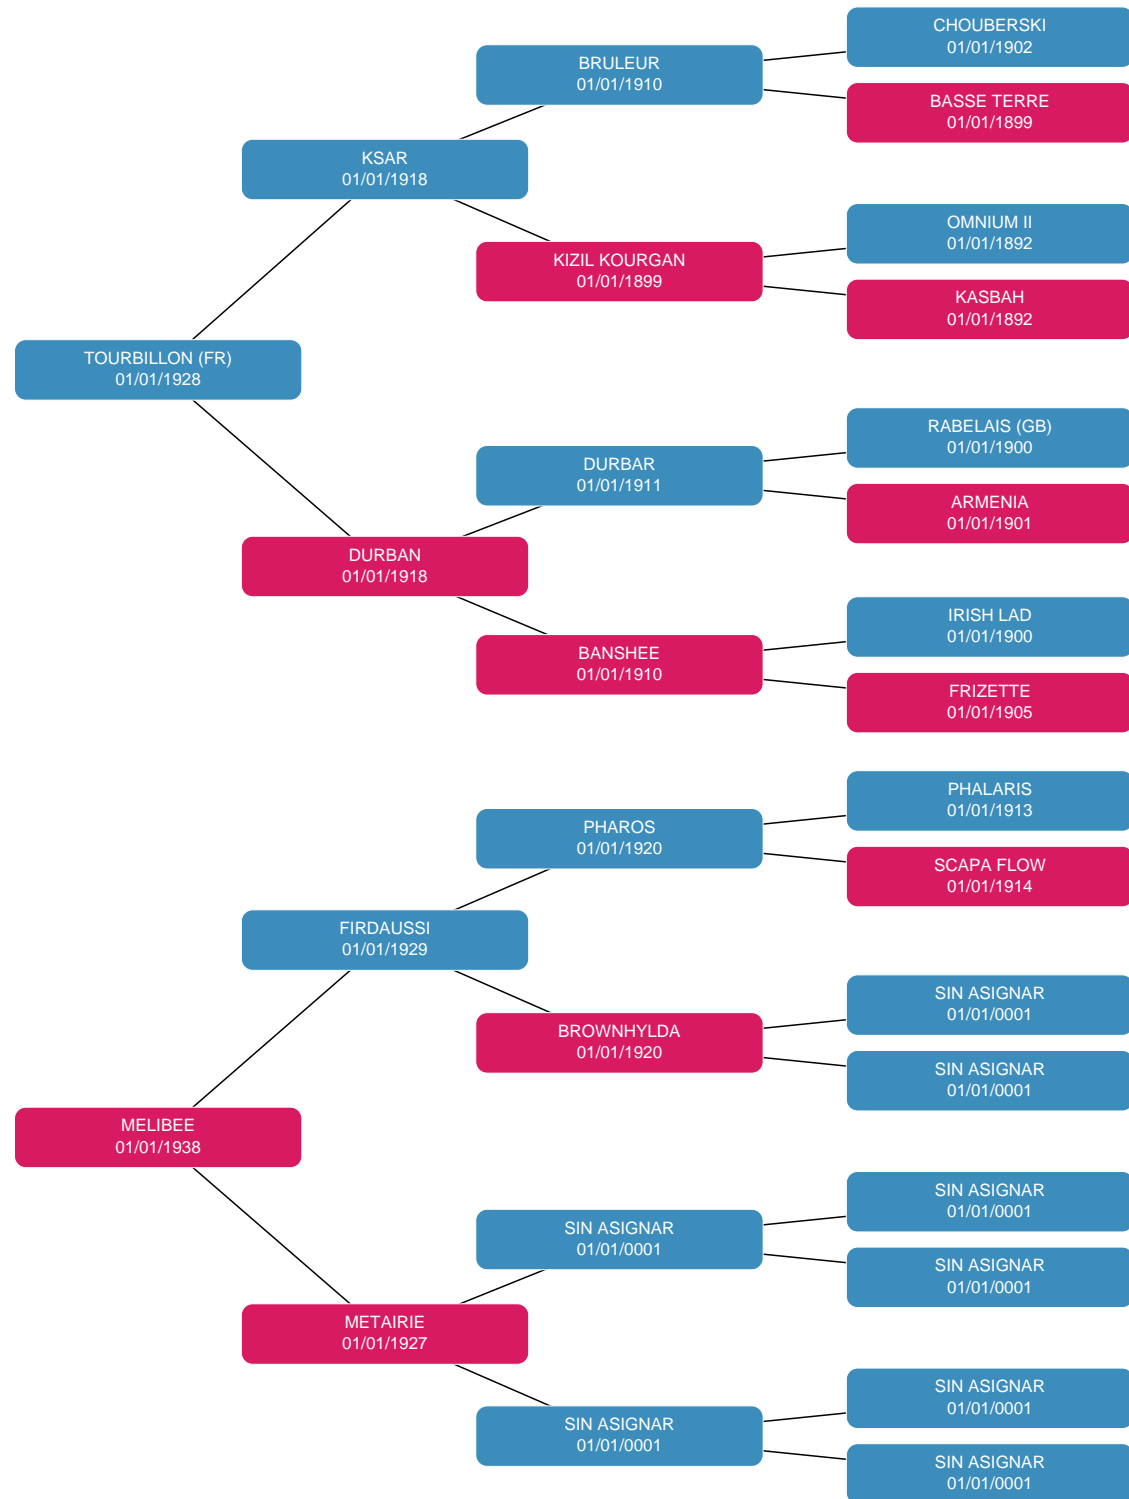 CHOUBERSKI
01/01/1902
BRULEUR
01/01/1910
BASSE TERRE
01/01/1899
KSAR
01/01/1918
OMNIUM II
01/01/1892
KIZIL KOURGAN
01/01/1899
KASBAH
01/01/1892
TOURBILLON (FR)
01/01/1928
RABELAIS (GB)
01/01/1900
DURBAR
01/01/1911
ARMENIA
01/01/1901
DURBAN
01/01/1918
IRISH LAD
01/01/1900
BANSHEE
01/01/1910
FRIZETTE
01/01/1905
PHALARIS
01/01/1913
PHAROS
01/01/1920
SCAPA FLOW
01/01/1914
FIRDAUSSI
01/01/1929
SIN ASIGNAR
01/01/0001
BROWNHYLDA
01/01/1920
SIN ASIGNAR
01/01/0001
MELIBEE
01/01/1938
SIN ASIGNAR
01/01/0001
SIN ASIGNAR
01/01/0001
SIN ASIGNAR
01/01/0001
METAIRIE
01/01/1927
SIN ASIGNAR
01/01/0001
SIN ASIGNAR
01/01/0001
SIN ASIGNAR
01/01/0001